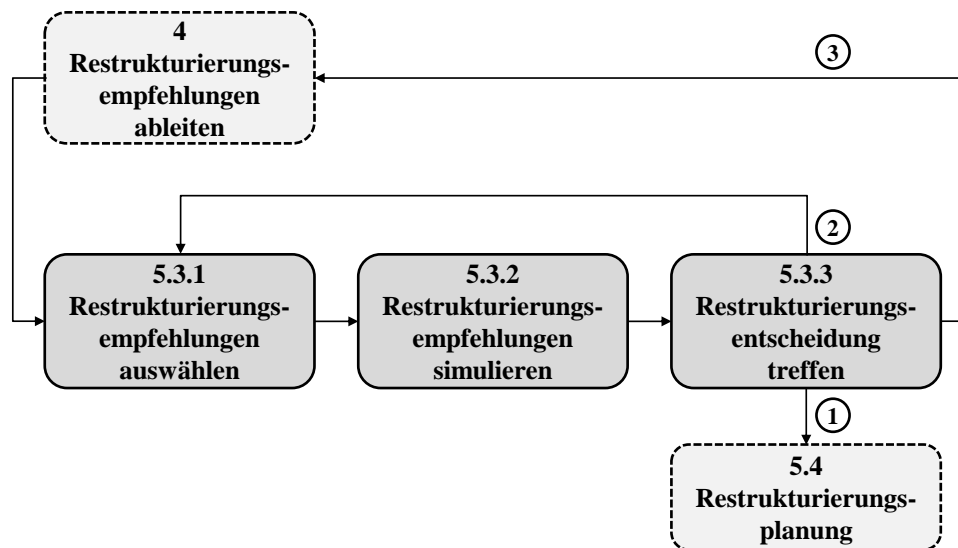 4
Restrukturierungs-
empfehlungen
ableiten
3
2
5.3.1
Restrukturierungs-
empfehlungen
auswählen
5.3.2
Restrukturierungs-
empfehlungen
simulieren
5.3.3
Restrukturierungs-
entscheidung
treffen
1
5.4
Restrukturierungs-
planung